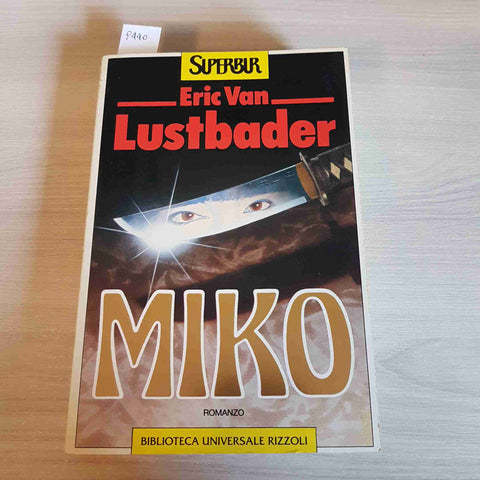 9440
SUPERBUR
Eric Van
Lustbader
MIKO
ROMANZO
BIBLIOTECA UNIVERSALE RIZZOLI